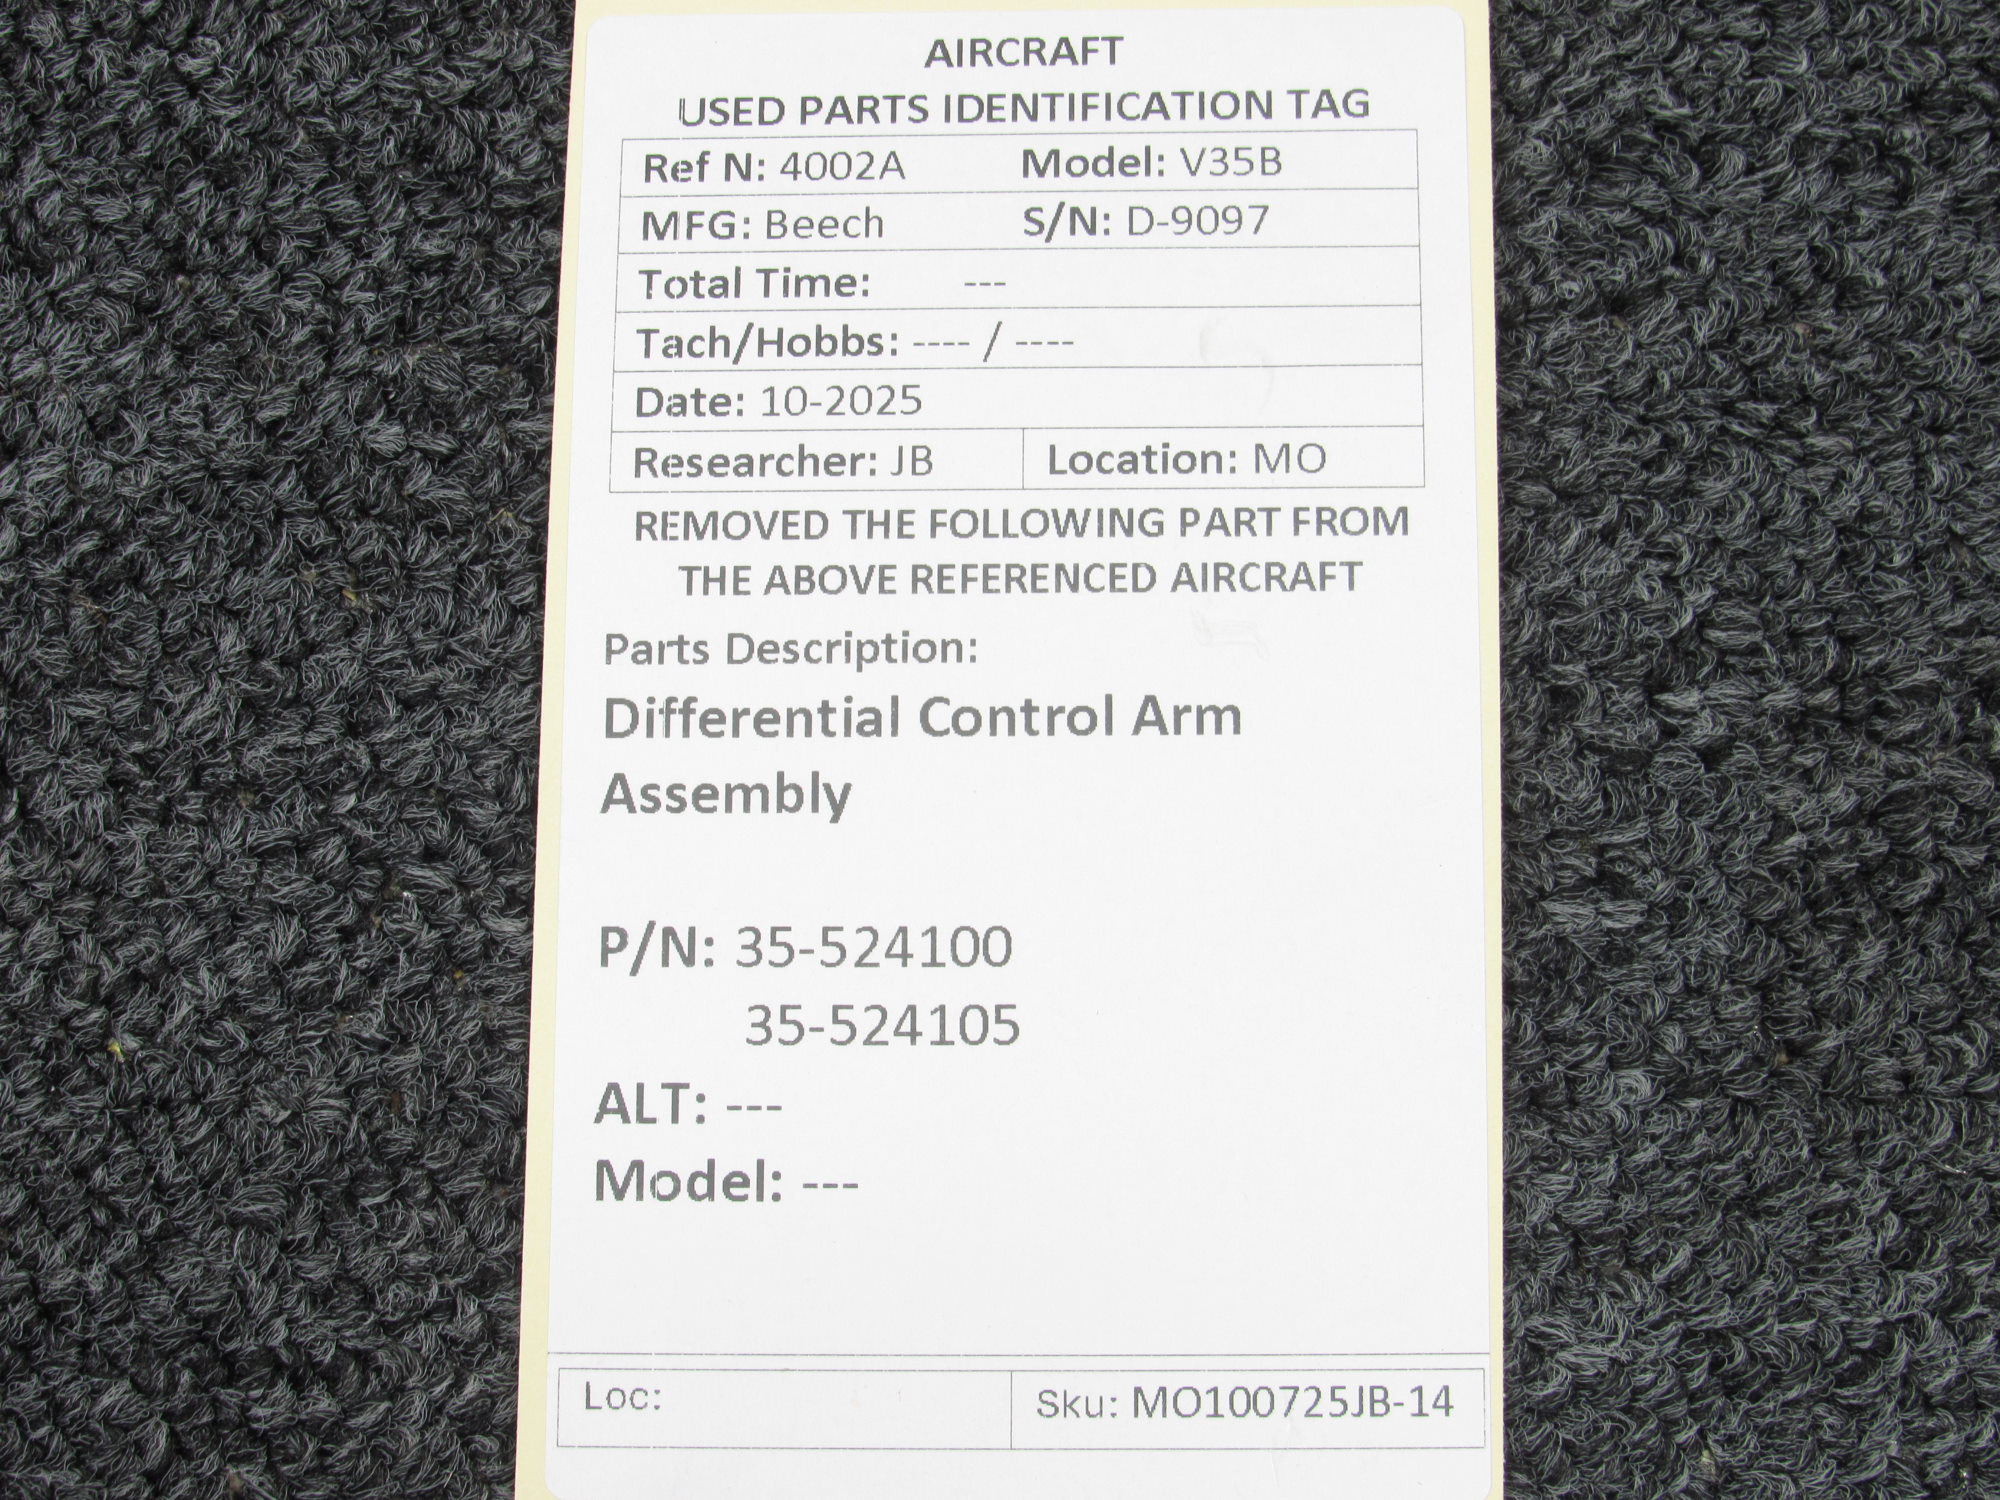 AIRCRAFT
USED PARTS IDENTIFICATION TAG
Ref N: 4002A Model: V35B
MFG: Beech S/N: D-9097
Total Time: ---
Tach/Hobbs: ---- / ----
Date: 10-2025
Researcher: JB Location: MO
REMOVED THE FOLLOWING PART FROM
THE ABOVE REFERENCED AIRCRAFT
Parts Description:
Differential Control Arm
Assembly
P/N: 35-524100
35-524105
ALT: ---
Model: ---
Loc: Sku: MO100725JB-14